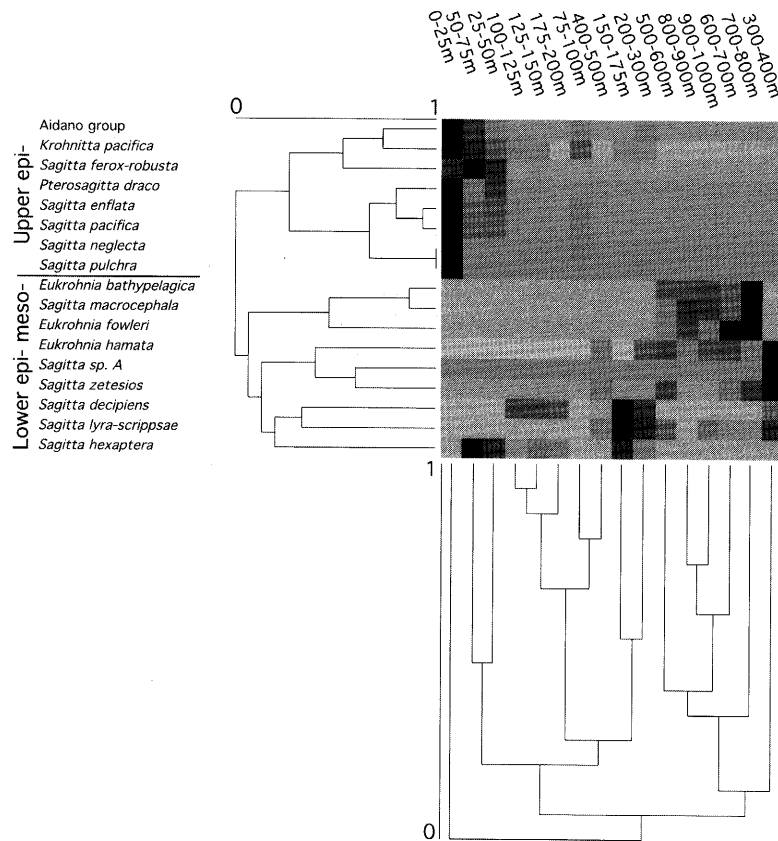 0-25m
50-75m
25-50m
100-125m
125-150m
175-200m
75-100m
400-500m
150-175m
200-300m
500-600m
800-900m
900-1000m
600-700m
700-800m
300-400m
0
1
Upper epi-
Aidano group
Krohnitta pacifica
Sagitta ferox-robusta
Pterosagitta draco
Sagitta enflata
Sagitta pacifica
Sagitta neglecta
Sagitta pulchra
Lower epi- meso-
Eukrohnia bathypelagica
Sagitta macrocephala
Eukrohnia fowleri
Eukrohnia hamata
Sagitta sp. A
Sagitta zetesios
Sagitta decipiens
Sagitta lyra-scrippsae
Sagitta hexaptera
1
0